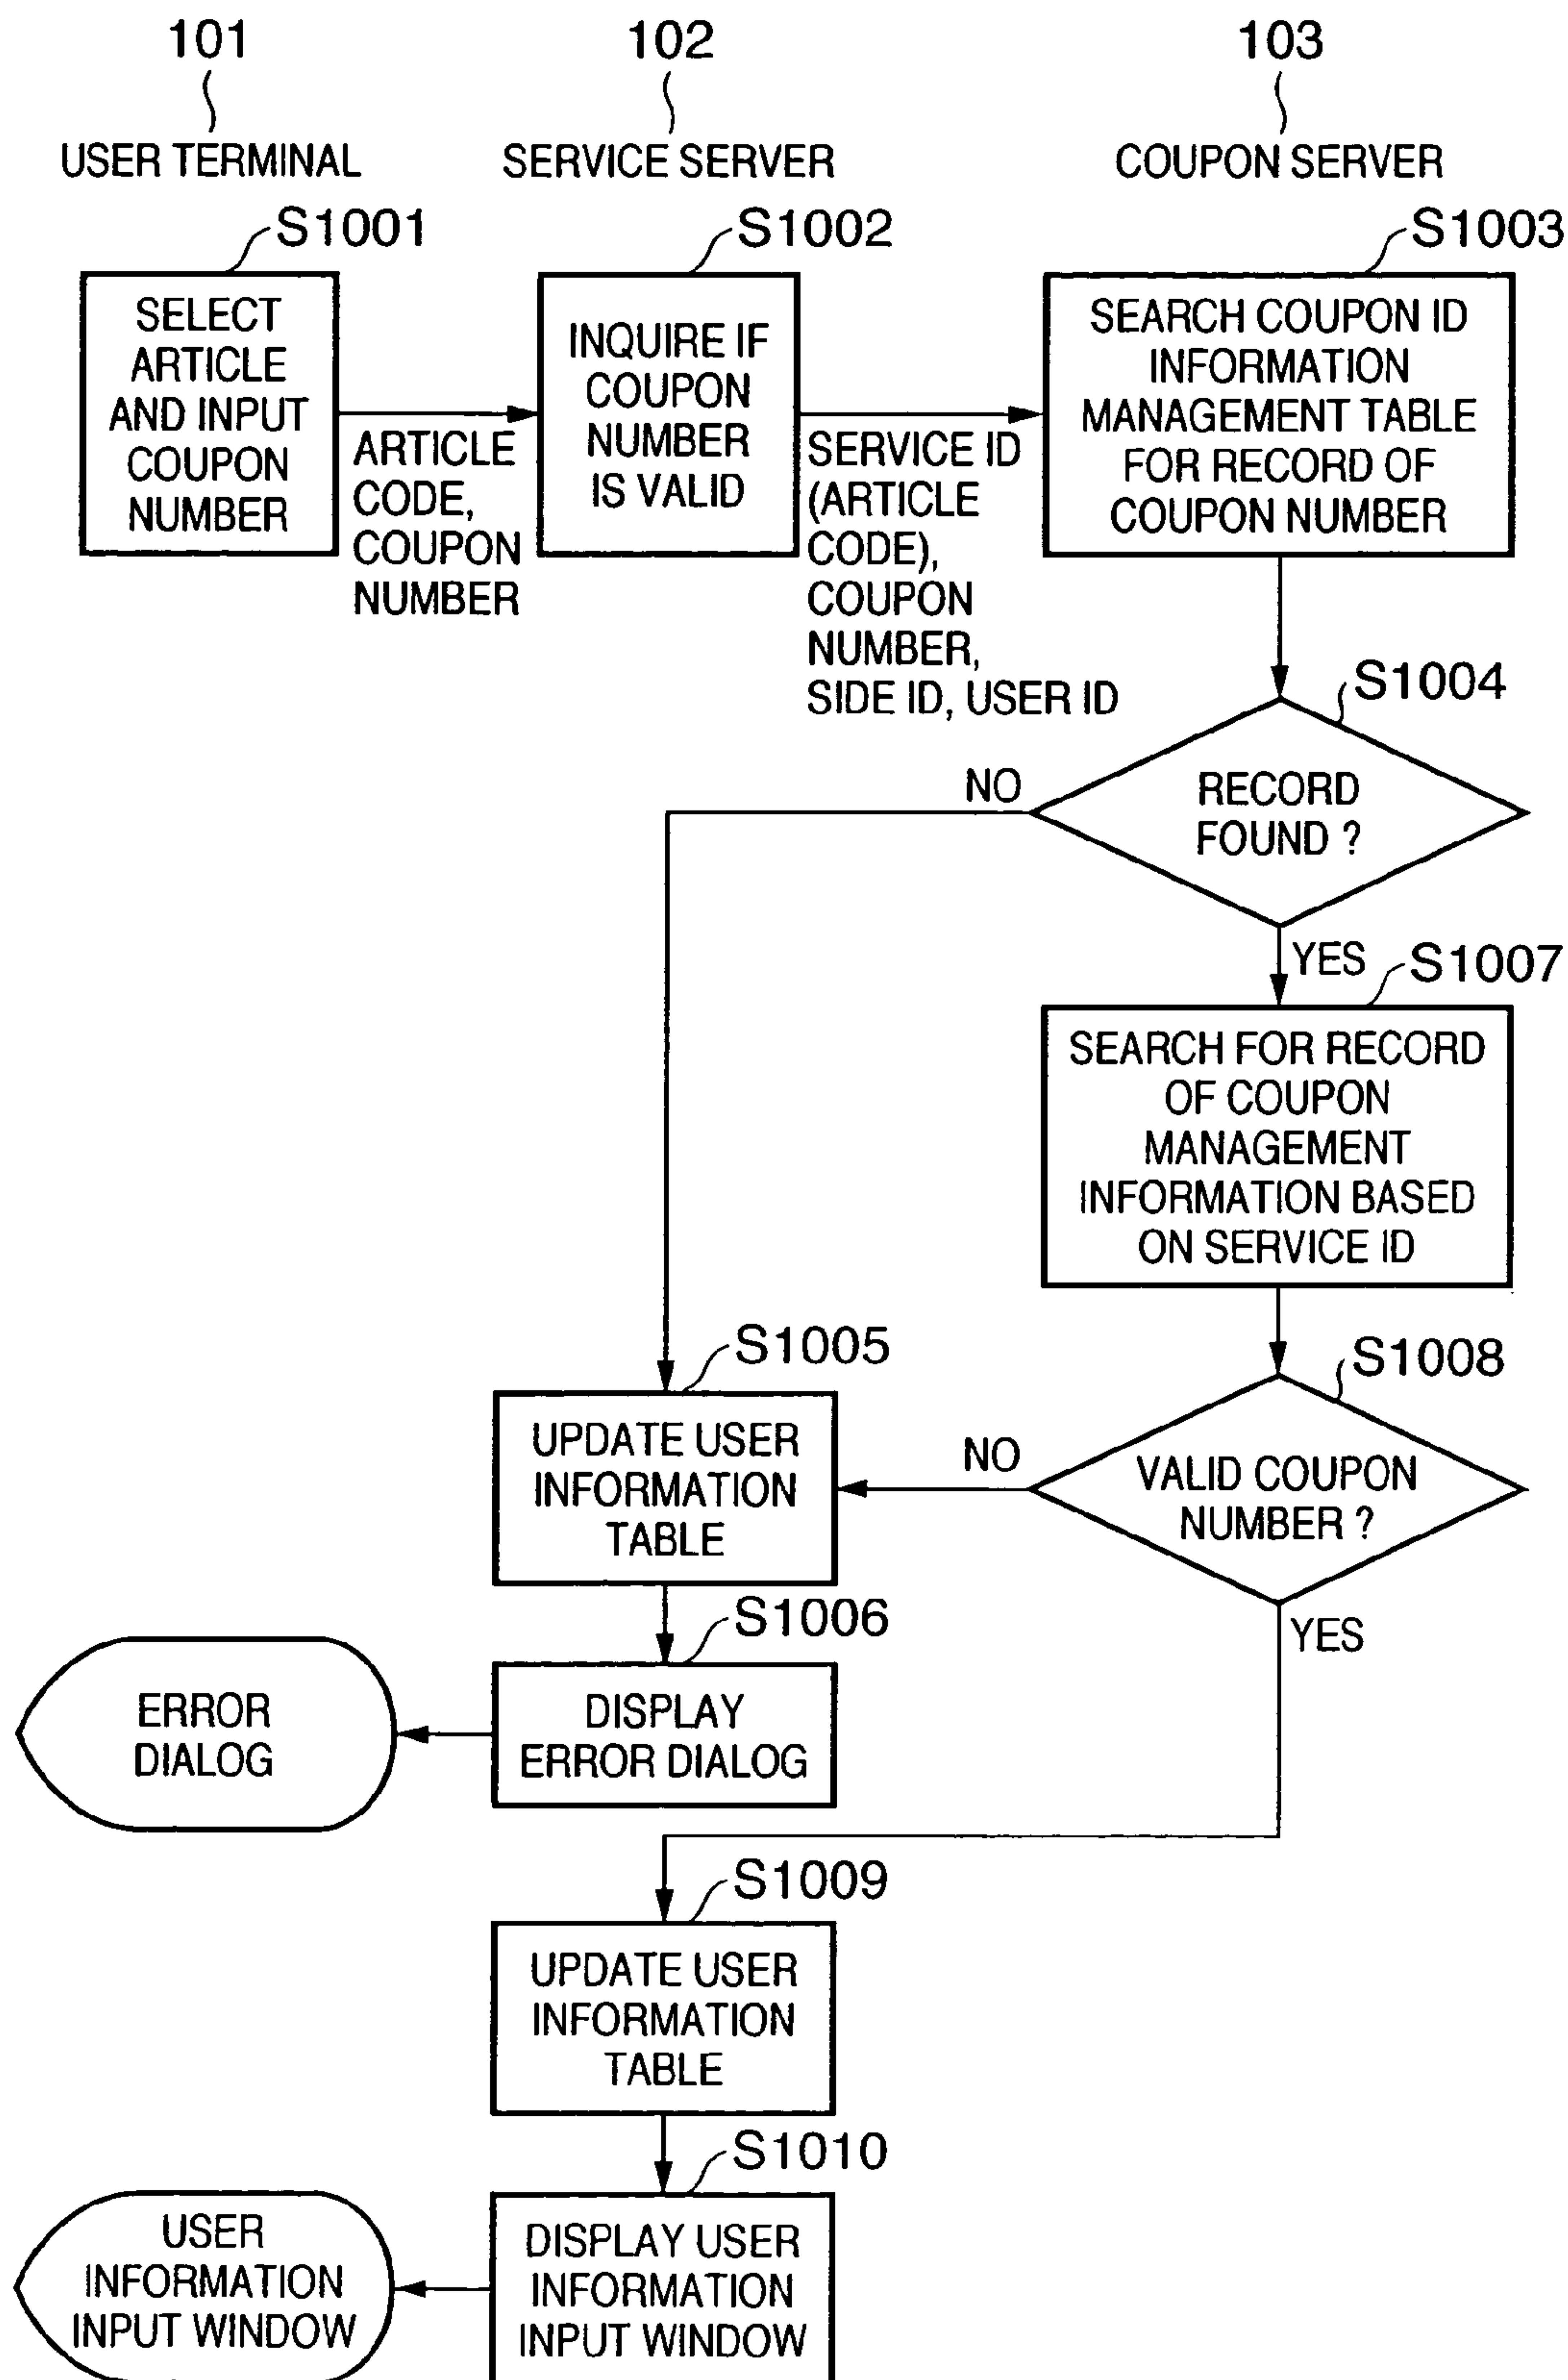 101
102
103
USER TERMINAL
SERVICE SERVER
COUPON SERVER
S1001
S1002
S1003
SELECT
ARTICLE
AND INPUT
COUPON
NUMBER
ARTICLE
CODE,
COUPON
NUMBER
INQUIRE IF
COUPON
NUMBER
IS VALID
SERVICE ID
(ARTICLE
CODE),
COUPON
NUMBER,
SIDE ID, USER ID
SEARCH COUPON ID
INFORMATION
MANAGEMENT TABLE
FOR RECORD OF
COUPON NUMBER
S1004
NO
RECORD
FOUND ?
YES
S1007
SEARCH FOR RECORD
OF COUPON
MANAGEMENT
INFORMATION BASED
ON SERVICE ID
S1005
S1008
UPDATE USER
INFORMATION
TABLE
NO
VALID COUPON
NUMBER ?
S1006
YES
ERROR
DIALOG
DISPLAY
ERROR DIALOG
S1009
UPDATE USER
INFORMATION
TABLE
S1010
USER
INFORMATION
INPUT WINDOW
DISPLAY USER
INFORMATION
INPUT WINDOW